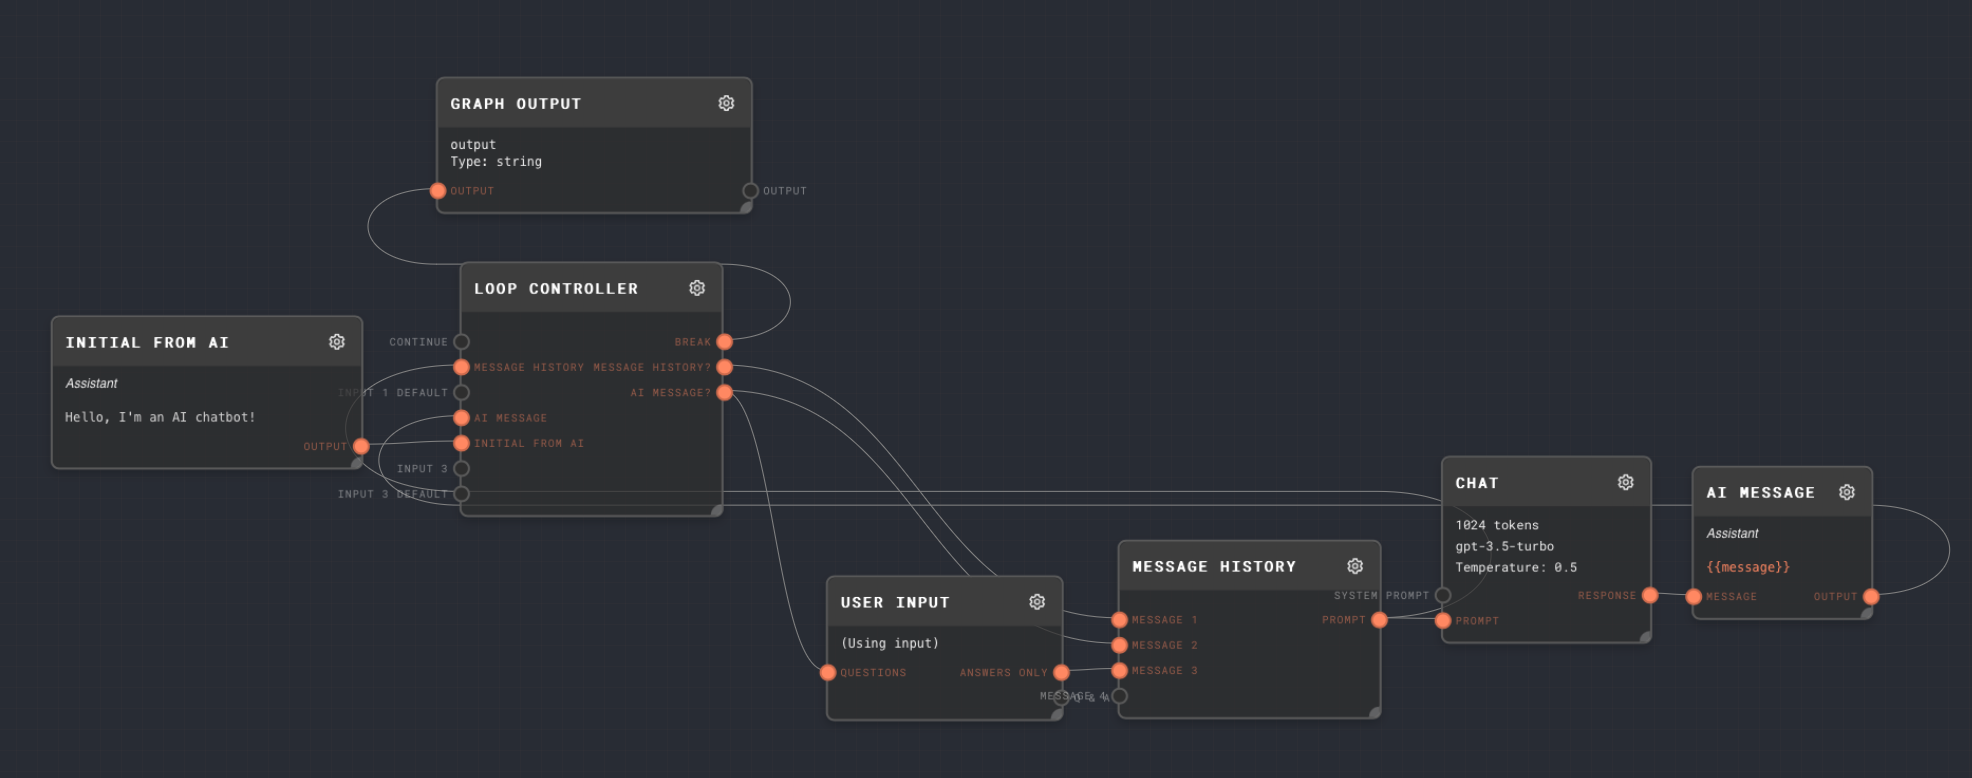 GRAPH OUTPUT
output
Type: string
OUTPUT
OUTPUT
LOOP CONTROLLER
CONTINUE
BREAK
MESSAGE HISTORY
MESSAGE HISTORY?
INPUT 1 DEFAULT
AI MESSAGE?
AI MESSAGE
INITIAL FROM AI
INPUT 3
INPUT 3 DEFAULT
INITIAL FROM AI
Assistant
Hello, I'm an AI chatbot!
OUTPUT
USER INPUT
(Using input)
QUESTIONS
ANSWERS ONLY
Q & A
MESSAGE HISTORY
MESSAGE 1
PROMPT
MESSAGE 2
MESSAGE 3
MESSAGE 4
CHAT
1024 tokens
gpt-3.5-turbo
Temperature: 0.5
SYSTEM PROMPT
RESPONSE
PROMPT
AI MESSAGE
Assistant
{{message}}
MESSAGE
OUTPUT